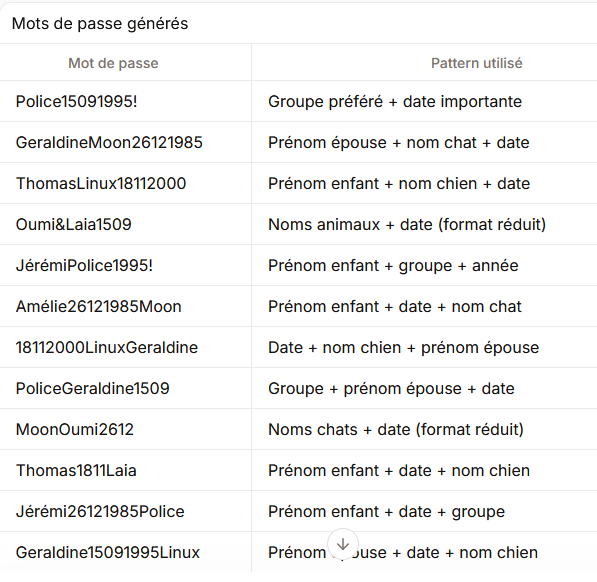 Mots de passe générés
Mot de passe Pattern utilisé
Police15091995! Groupe préféré + date importante
GeraldineMoon26121985 Prénom épouse + nom chat + date
ThomasLinux18112000 Prénom enfant + nom chien + date
Oumi&Laia1509 Noms animaux + date (format réduit)
JérémiPolice1995! Prénom enfant + groupe + année
Amélie26121985Moon Prénom enfant + date + nom chat
18112000LinuxGeraldine Date + nom chien + prénom épouse
PoliceGeraldine1509 Groupe + prénom épouse + date
MoonOumi2612 Noms chats + date (format réduit)
Thomas1811Laia Prénom enfant + date + nom chien
Jérémi26121985Police Prénom enfant + date + groupe
Geraldine15091995Linux Prénom + date + nom chien